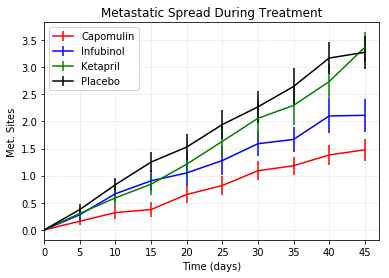 Metastatic Spread During Treatment
Capomulin
Infubinol
Ketapril
Placebo
Met. Sites
3.5
3.0
2.5
2.0
1.5
1.0
0.5
0.0
0 5 10 15 20 25 30 35 40 45
Time (days)